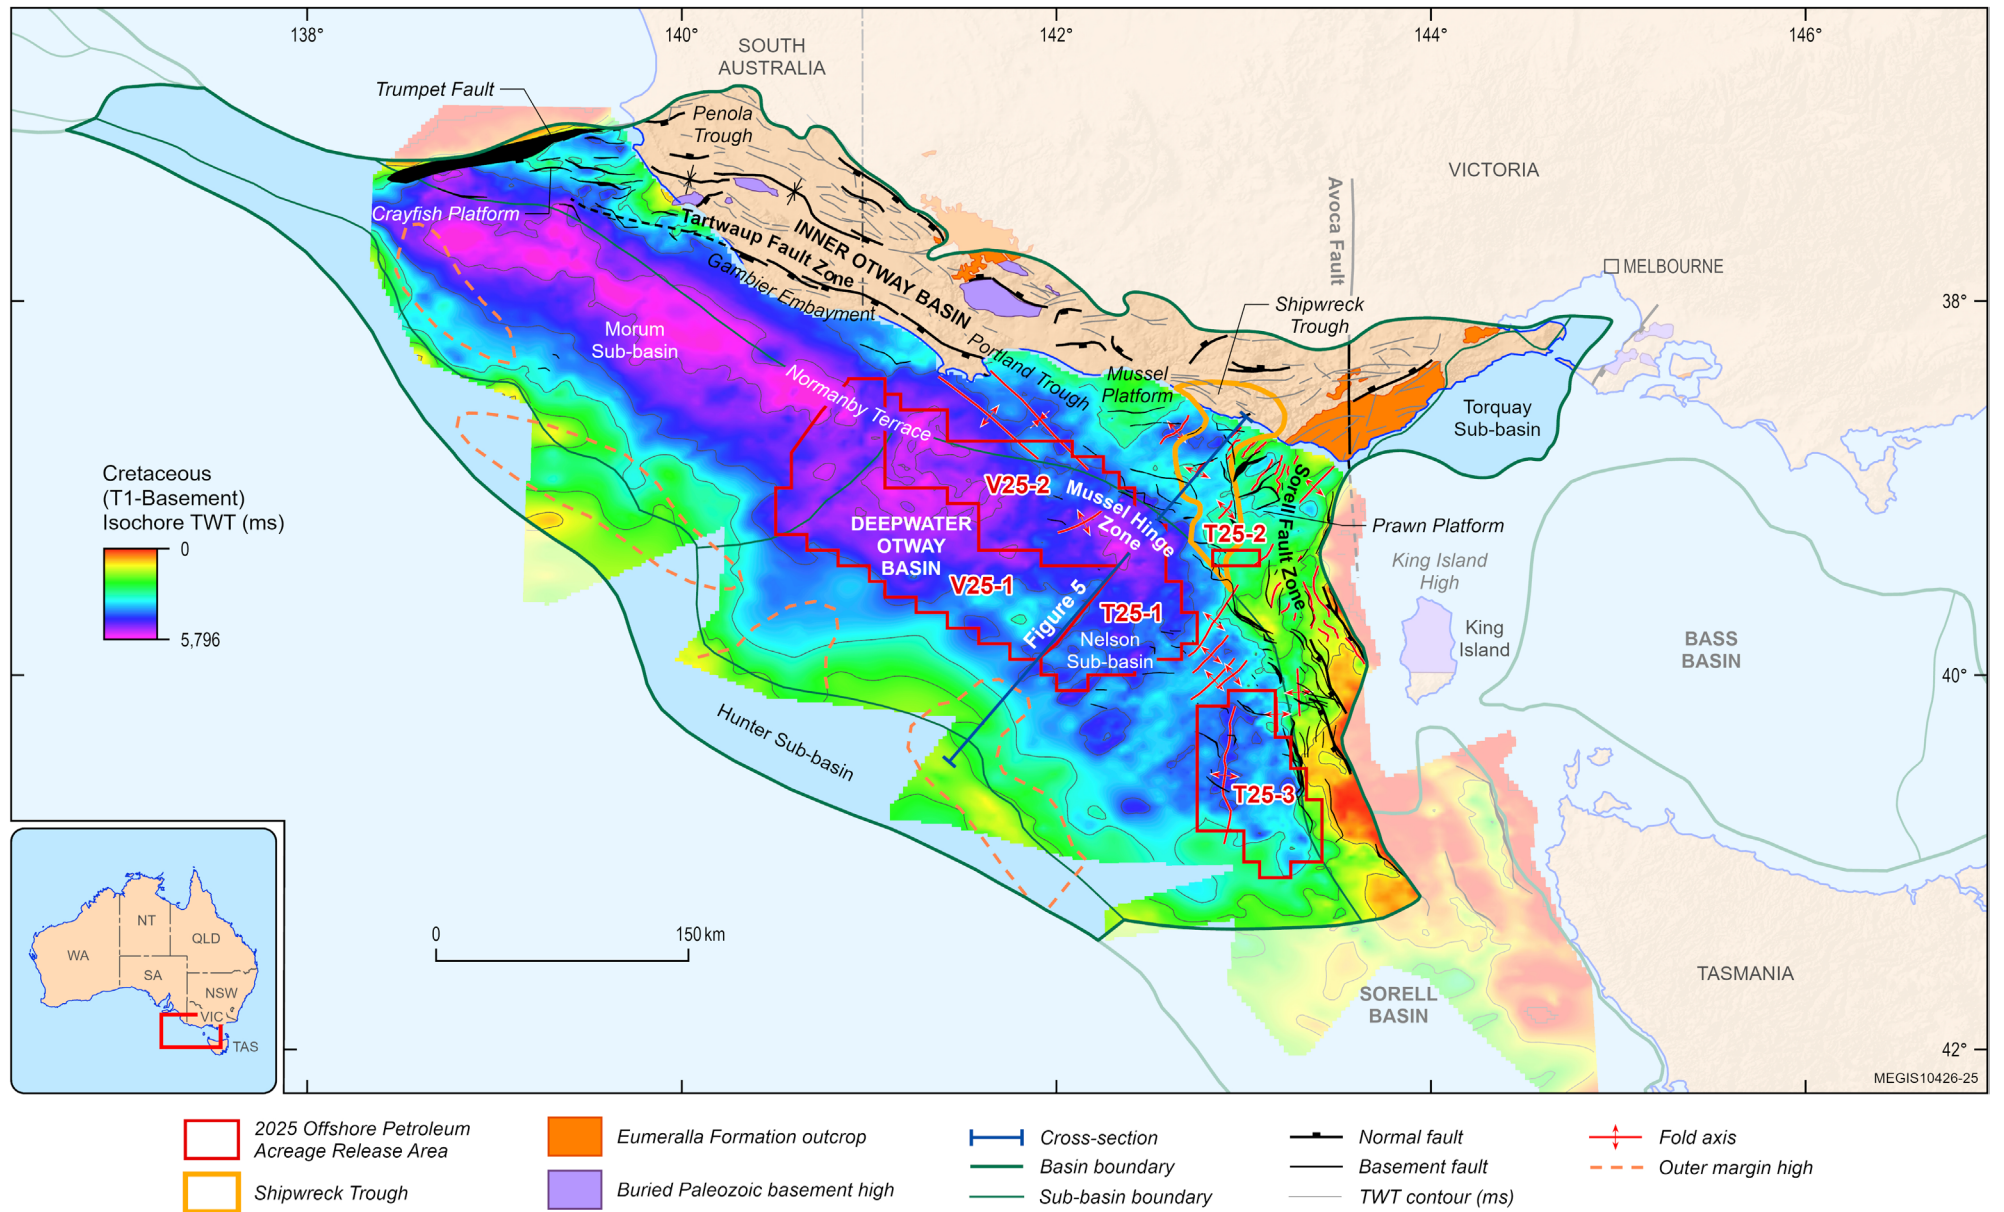 138°
140°
142°
144°
146°
SOUTH
AUSTRALIA
Trumpet Fault
Penola
Trough
VICTORIA
Avoca Fault
Crayfish Platform
Tartwaup Fault Zone
INNER OTWAY BASIN
Gambier Embayment
MELBOURNE
38°
Shipwreck
Trough
Morum
Sub-basin
Portland Trough
Mussel
Platform
Normanby Terrace
Torquay
Sub-basin
Cretaceous
(T1-Basement)
Isochore TWT (ms)
0
5,796
V25-2
Mussel Hinge
Zone
Sorell Fault Zone
DEEPWATER
OTWAY
BASIN
T25-2
Prawn Platform
King Island
High
V25-1
Figure 5
T25-1
Nelson
Sub-basin
King
Island
BASS
BASIN
40°
Hunter Sub-basin
T25-3
0
150 km
TASMANIA
SORELL
BASIN
42°
MEGIS10426-25
WA
NT
QLD
SA
NSW
VIC
TAS
2025 Offshore Petroleum
Acreage Release Area
Shipwreck Trough
Eumeralla Formation outcrop
Buried Paleozoic basement high
Cross-section
Basin boundary
Sub-basin boundary
Normal fault
Basement fault
TWT contour (ms)
Fold axis
Outer margin high